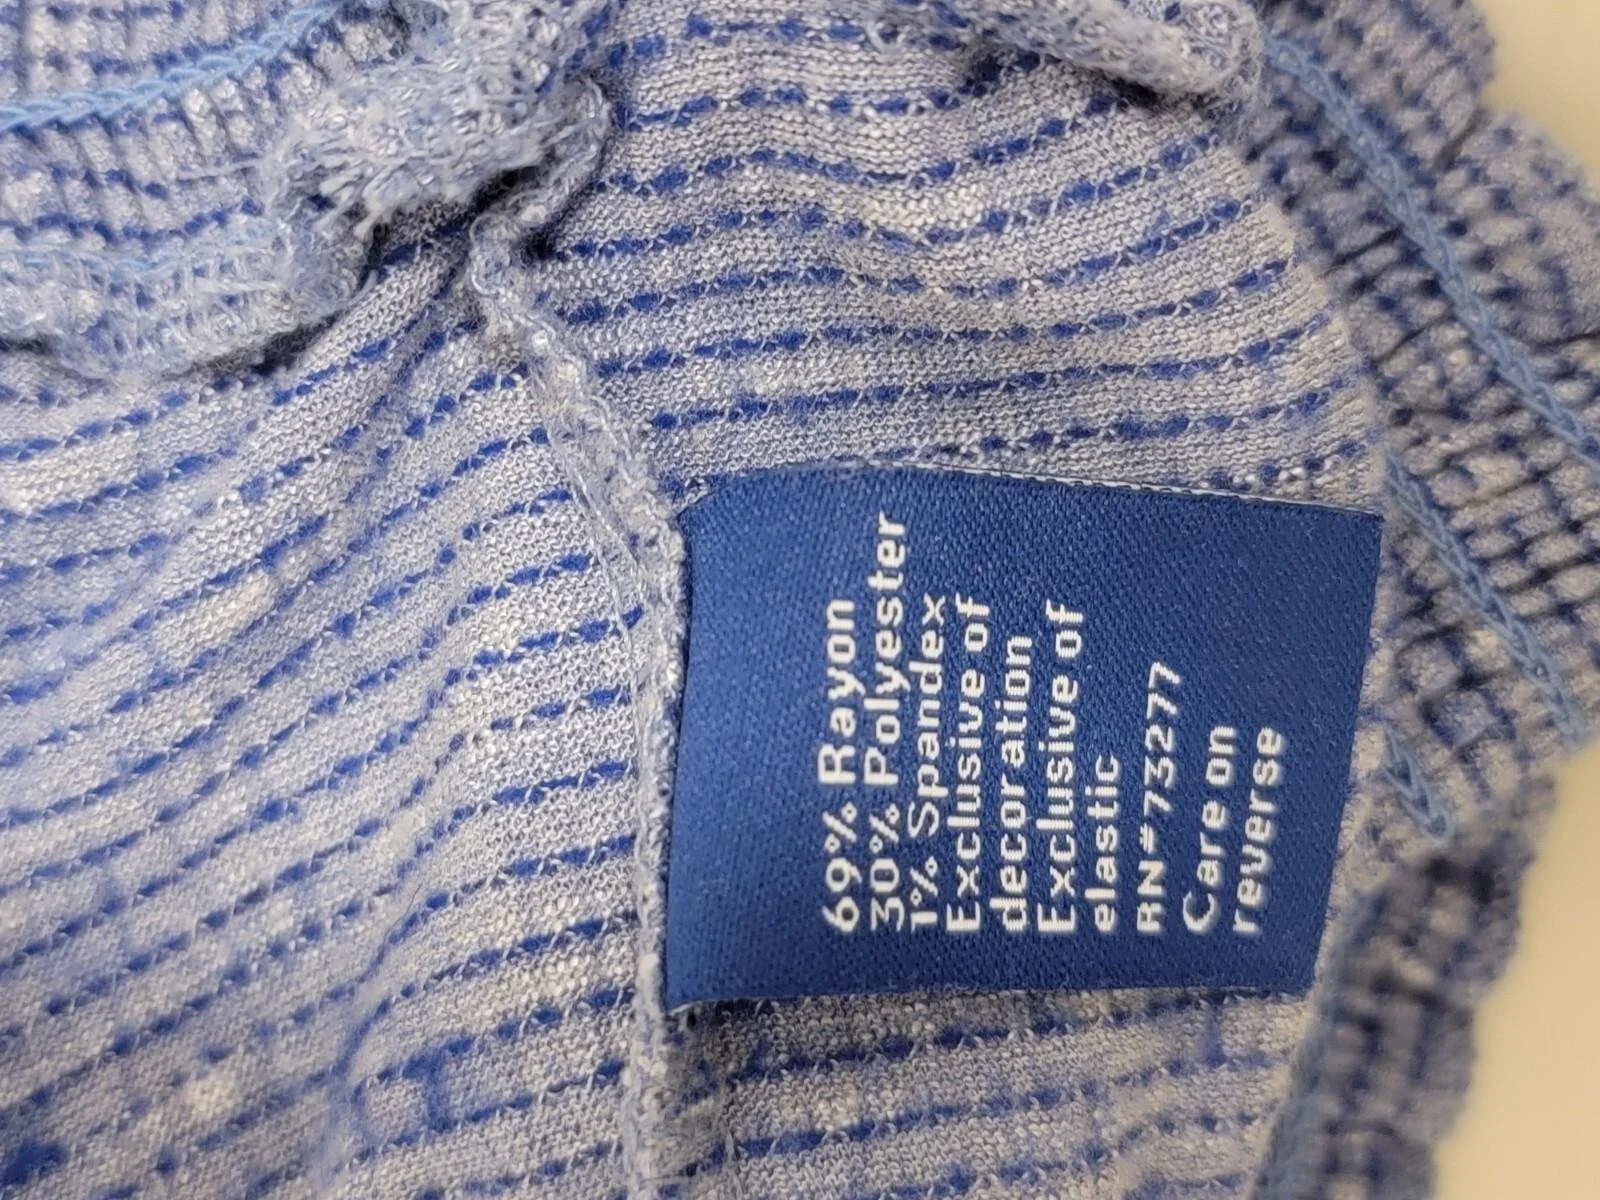 69% Rayon
30% Polyester
1% Spandex
Exclusive of
decoration
Exclusive of
elastic
RN#73277
Care on
reverse